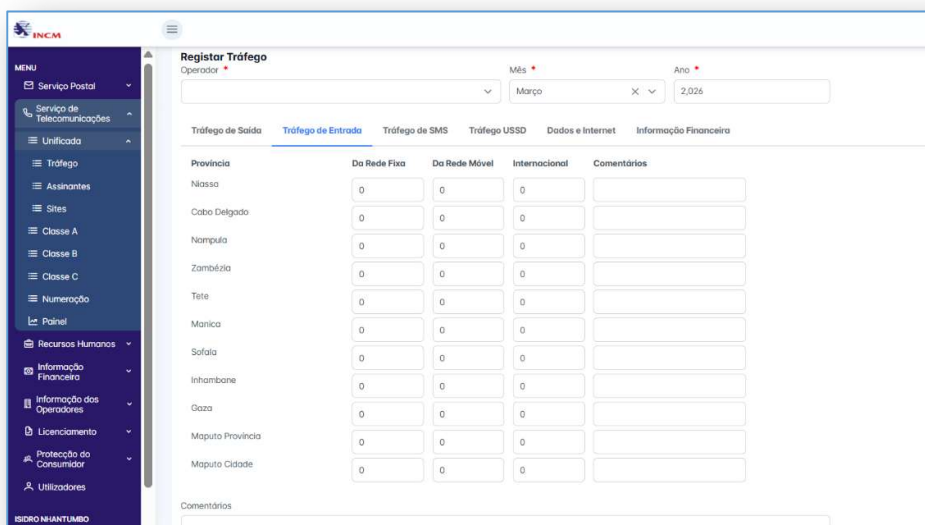 INCM
MENU
Serviço Postal
Serviço de
Telecomunicações
Unificada
Tráfego
Assinantes
Sites
Classe A
Classe B
Classe C
Numeração
Painel
Recursos Humanos
Informação
Financeira
Informação dos
Operadores
Licenciamento
Protecção do
Consumidor
Utilizadores
ISIDRO NHANTUMBO
Registar Tráfego
Operador * Mês * Ano *
Março 2,026
Tráfego de Saída Tráfego de Entrada Tráfego de SMS Tráfego USSD Dados e Internet Informação Financeira
Província Da Rede Fixa Da Rede Móvel Internacional Comentários
Niassa 0 0 0
Cabo Delgado 0 0 0
Nampula 0 0 0
Zambézia 0 0 0
Tete 0 0 0
Manica 0 0 0
Sofala 0 0 0
Inhambane 0 0 0
Gaza 0 0 0
Maputo Província 0 0 0
Maputo Cidade 0 0 0
Comentários